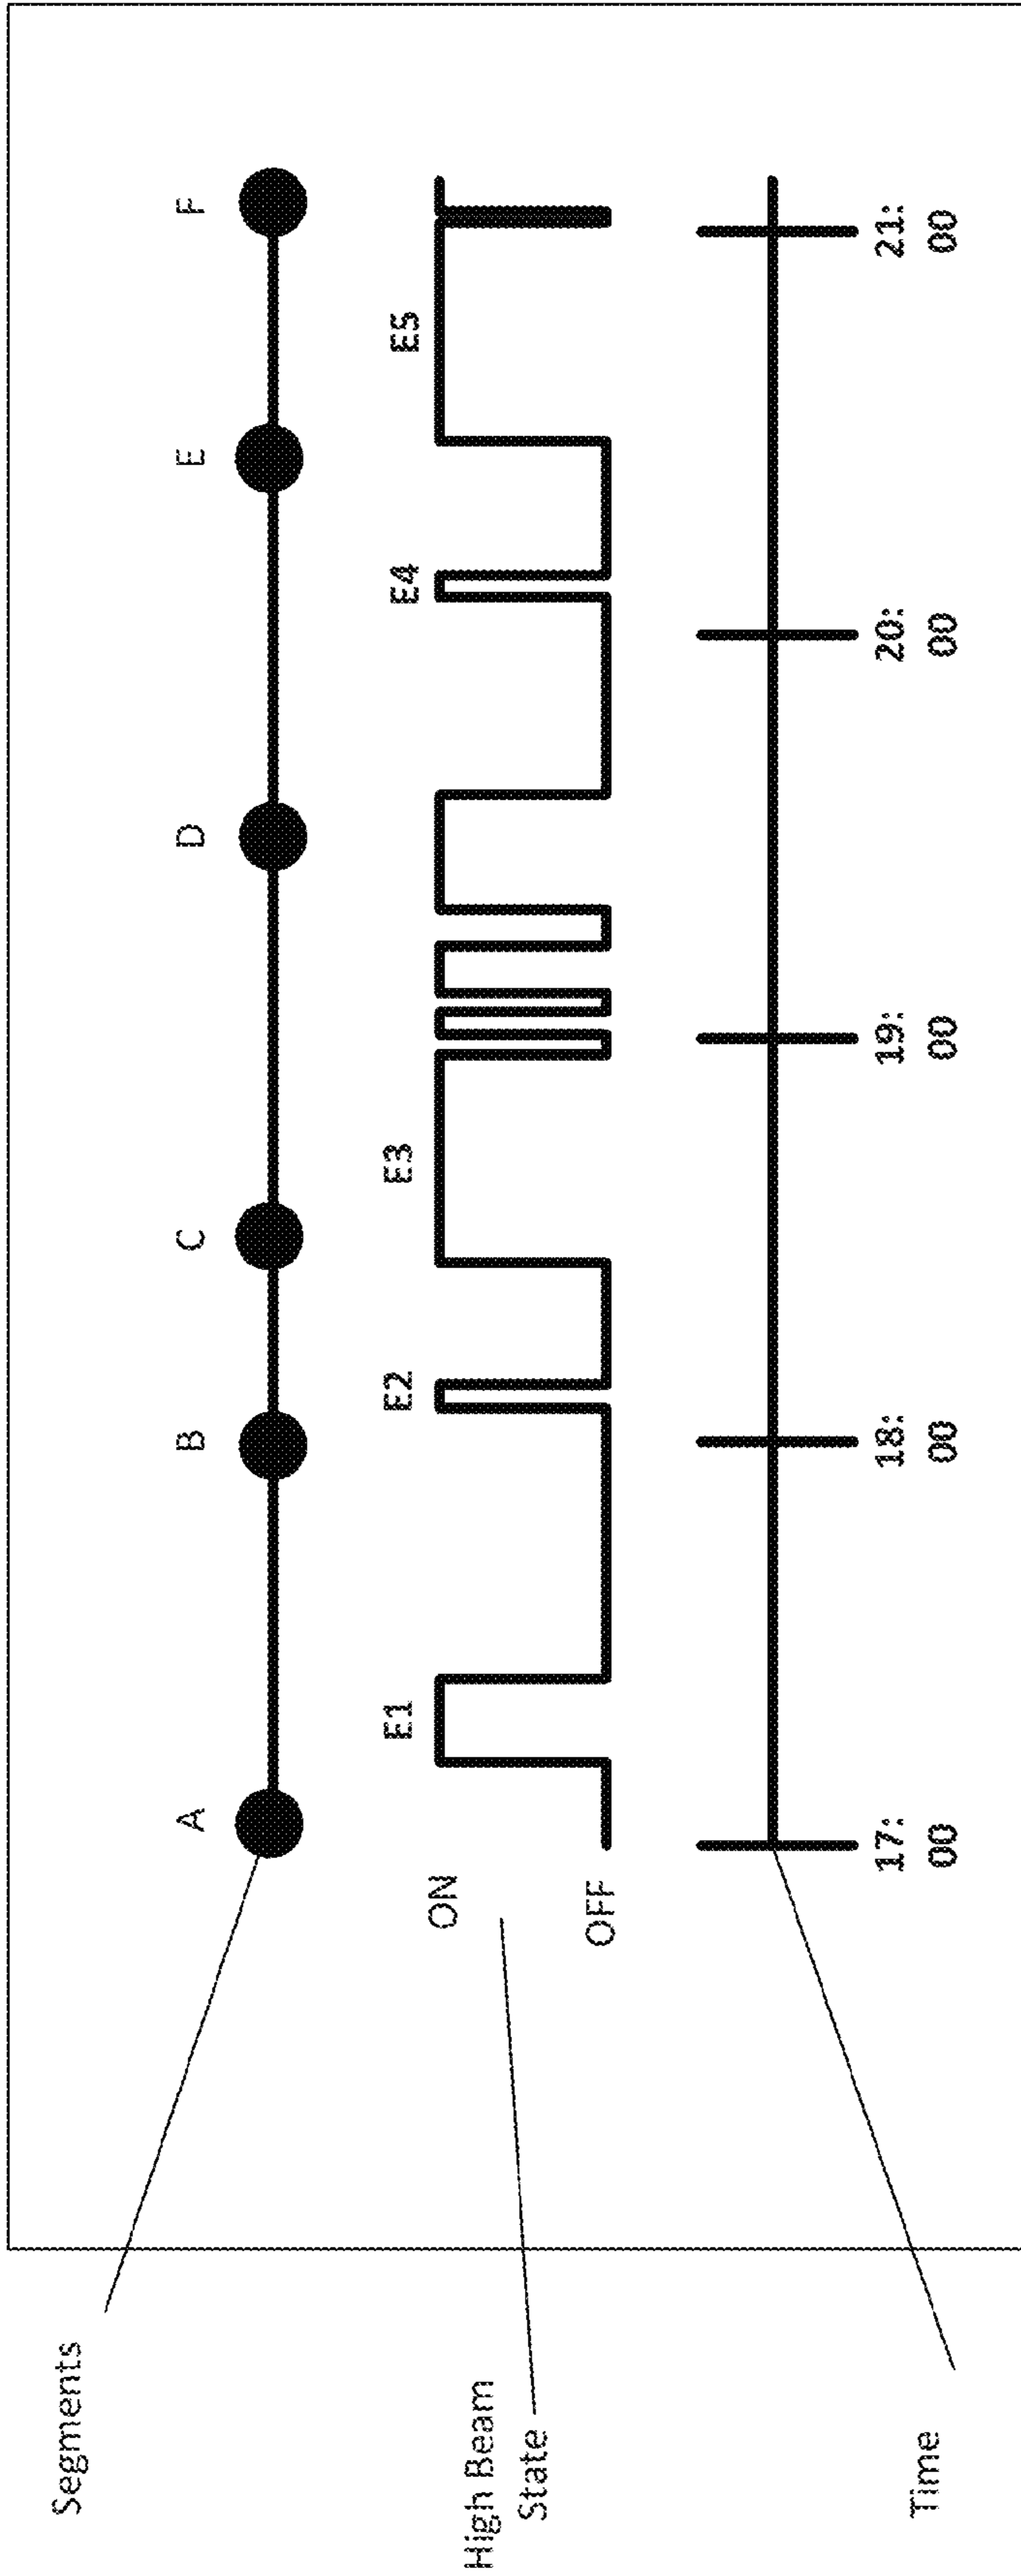 Segments
A B C D E F
High Beam
State
ON
OFF
E1 E2 E3 E4 E5
Time
17: 18: 19: 20: 21:
00 00 00 00 00